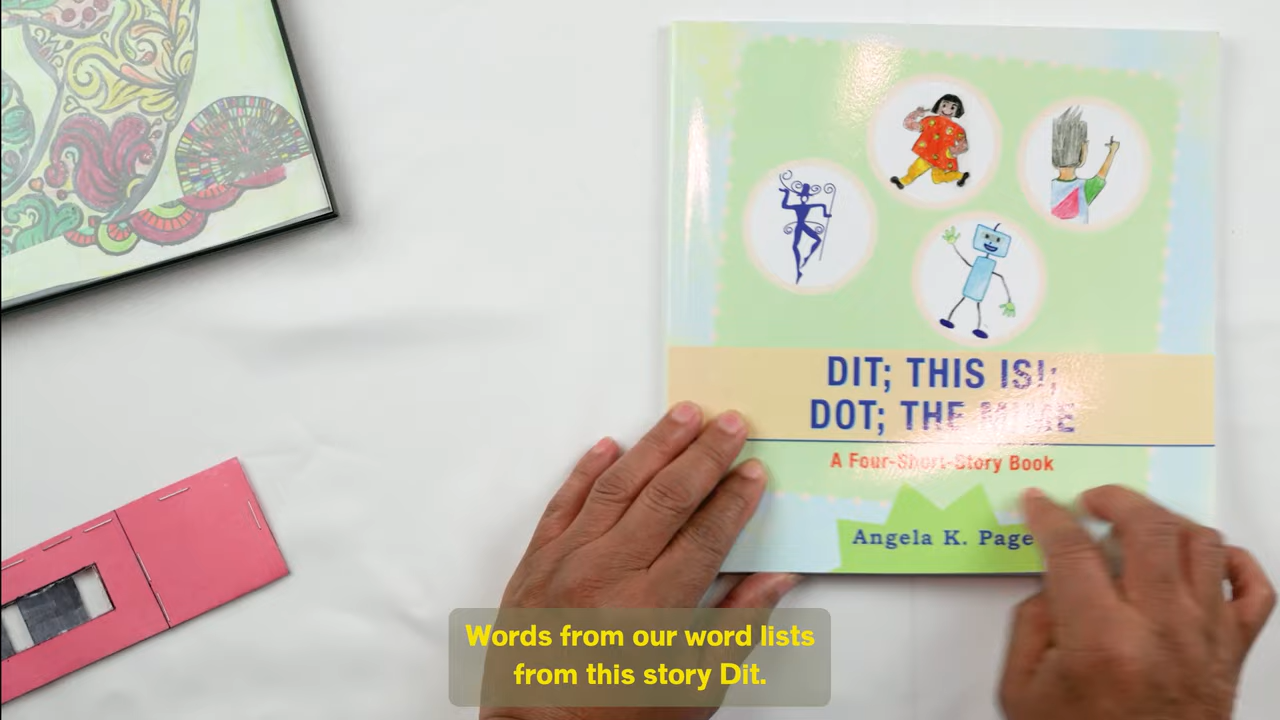 DIT; THIS IS!;
DOT; THE MIME
A Four-Short-Story Book
Angela K. Page
Words from our word lists
from this story Dit.